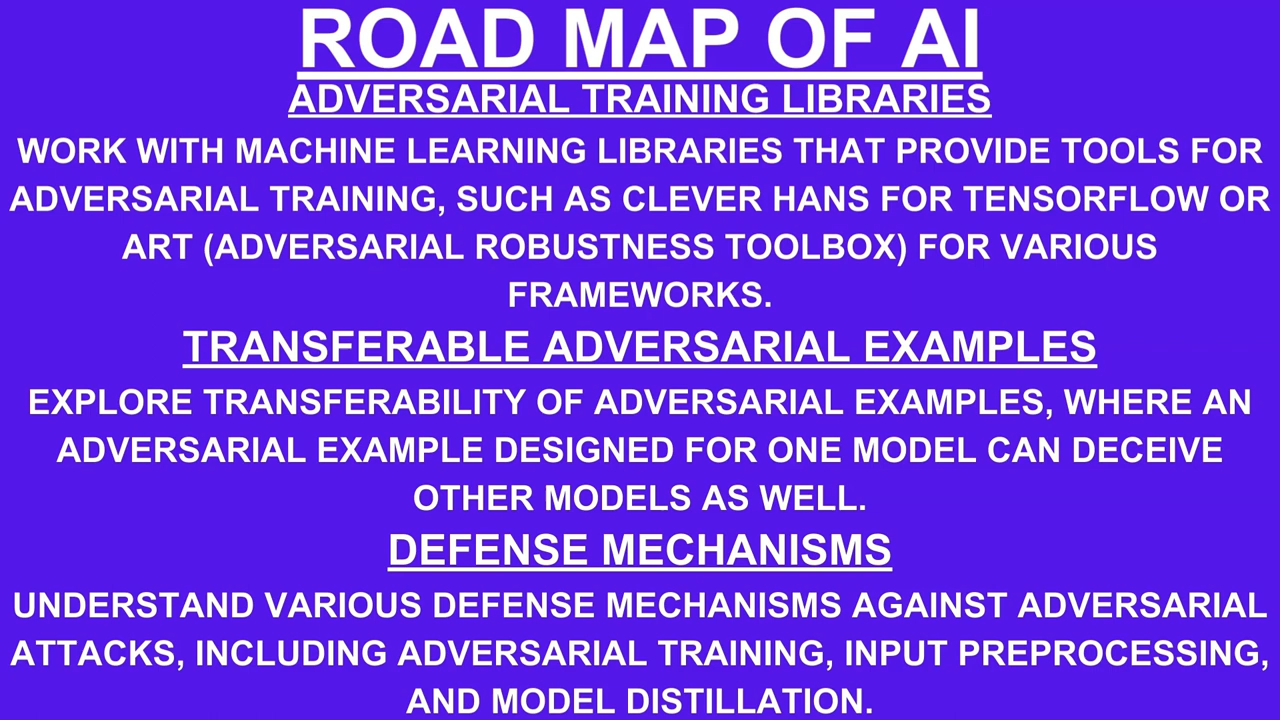 ROAD MAP OF AI
ADVERSARIAL TRAINING LIBRARIES
WORK WITH MACHINE LEARNING LIBRARIES THAT PROVIDE TOOLS FOR
ADVERSARIAL TRAINING, SUCH AS CLEVER HANS FOR TENSORFLOW OR
ART (ADVERSARIAL ROBUSTNESS TOOLBOX) FOR VARIOUS
FRAMEWORKS.
TRANSFERABLE ADVERSARIAL EXAMPLES
EXPLORE TRANSFERABILITY OF ADVERSARIAL EXAMPLES, WHERE AN
ADVERSARIAL EXAMPLE DESIGNED FOR ONE MODEL CAN DECEIVE
OTHER MODELS AS WELL.
DEFENSE MECHANISMS
UNDERSTAND VARIOUS DEFENSE MECHANISMS AGAINST ADVERSARIAL
ATTACKS, INCLUDING ADVERSARIAL TRAINING, INPUT PREPROCESSING,
AND MODEL DISTILLATION.